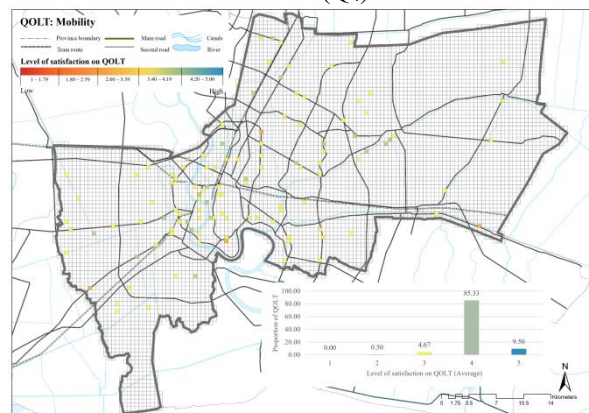 QOLT: Mobility
Province boundary Main road Canals
Train route Second road River
Level of satisfaction on QOLT
1 - 1.79 1.80 - 2.59 2.60 - 3.39 3.40 - 4.19 4.20 - 5.00
Low High
100.00
80.00
60.00
40.00
20.00
0.00
Proportion of QOLT
0.00 0.50 4.67 85.33 9.50
1 2 3 4 5
Level of satisfaction on QOLT (Average)
N
Kilometers
0 1.75 3.5 7 10.5 14